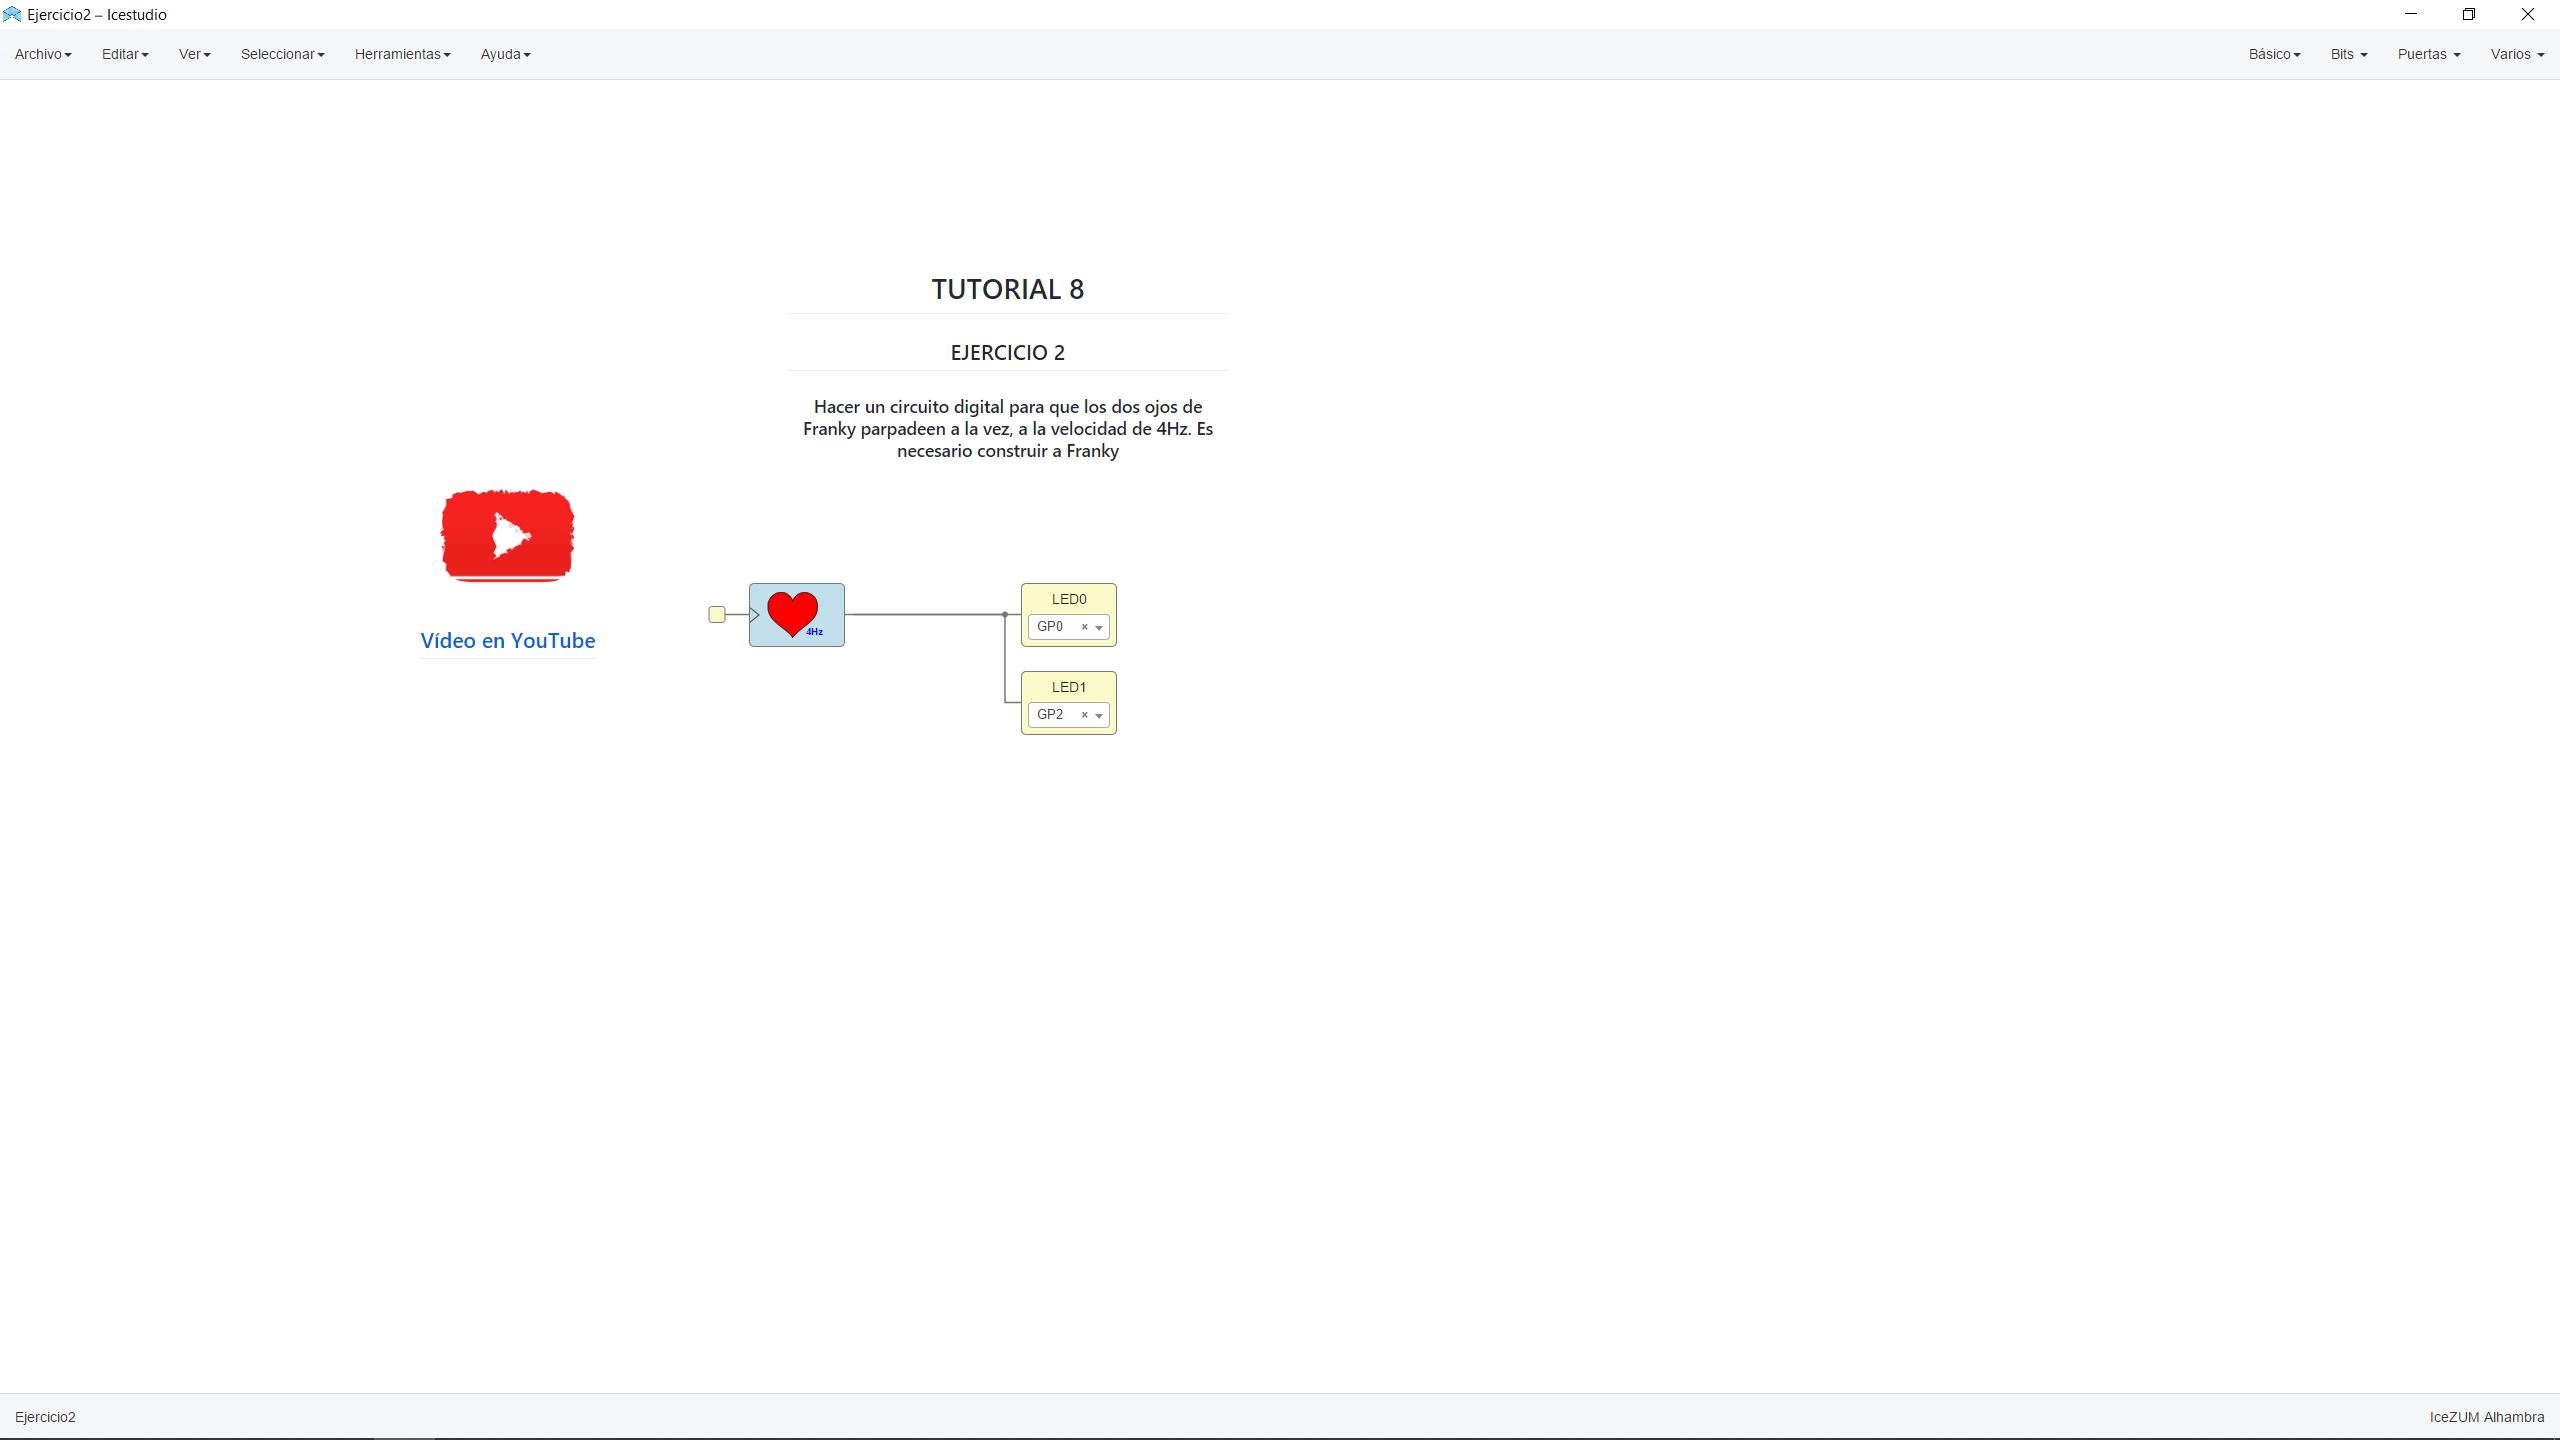 Ejercicio2 – Icestudio
Archivo Editar Ver Seleccionar Herramientas Ayuda Básico Bits Puertas Varios
TUTORIAL 8
EJERCICIO 2
Hacer un circuito digital para que los dos ojos de
Franky parpadeen a la vez, a la velocidad de 4Hz. Es
necesario construir a Franky
Vídeo en YouTube
4Hz
LED0
GP0 ×
LED1
GP2 ×
Ejercicio2
IceZUM Alhambra